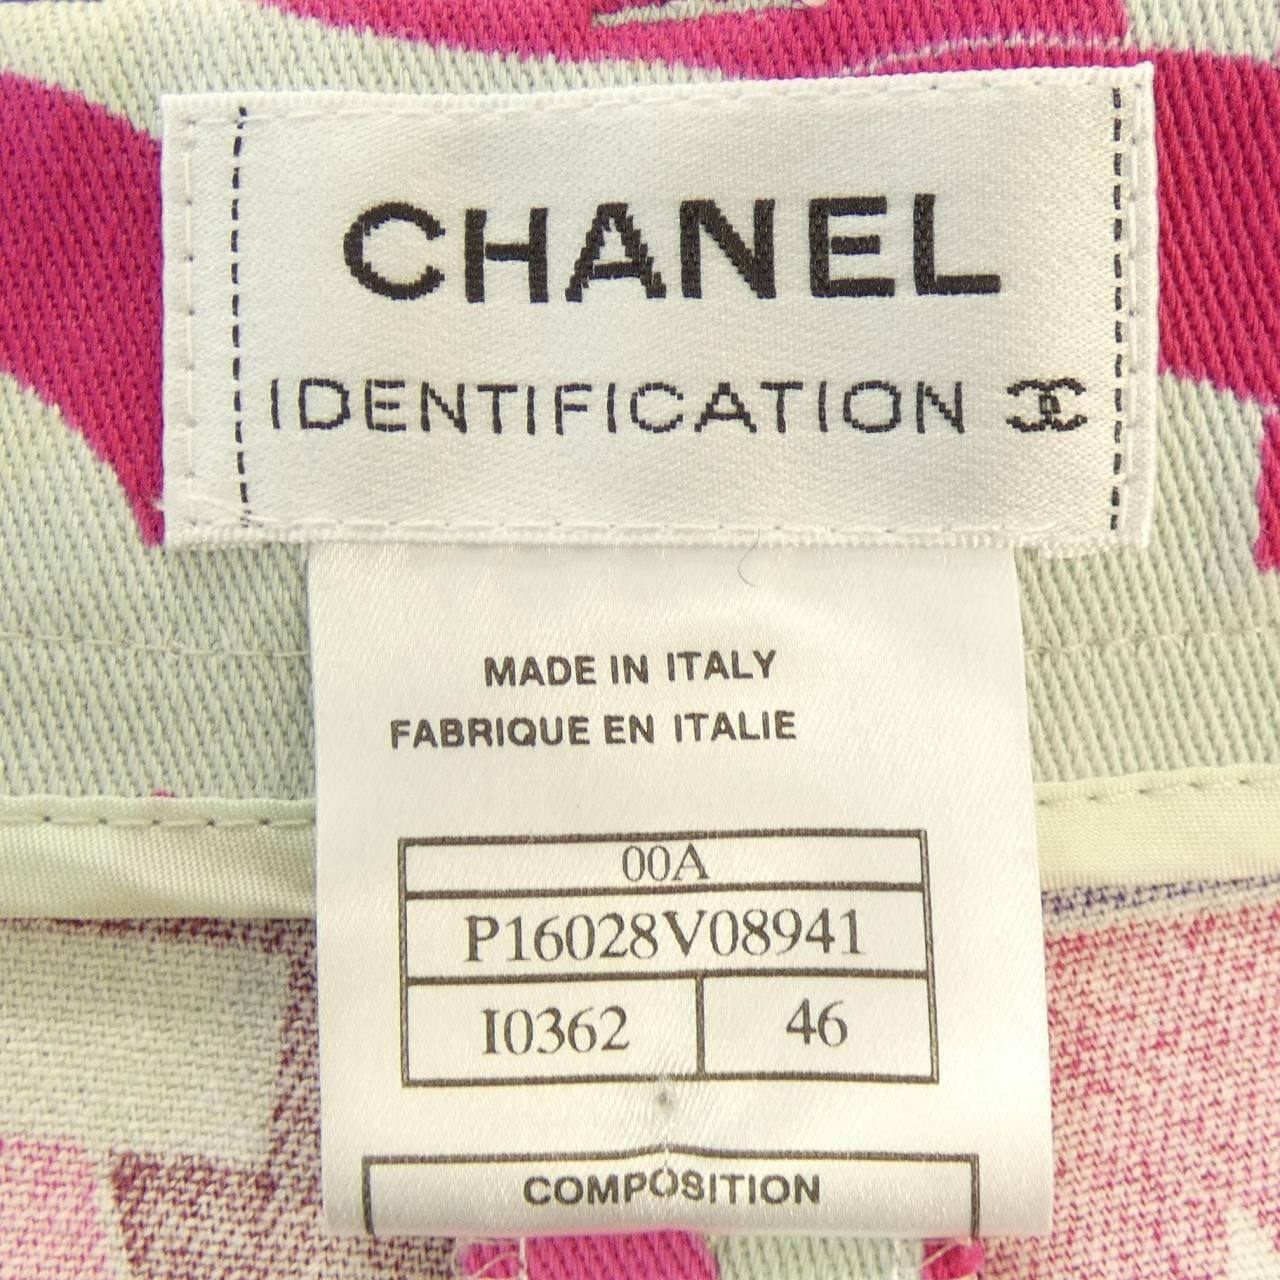 CHANEL
IDENTIFICATION
MADE IN ITALY
FABRIQUE EN ITALIE
00A
P16028V08941
I0362 46
COMPOSITION